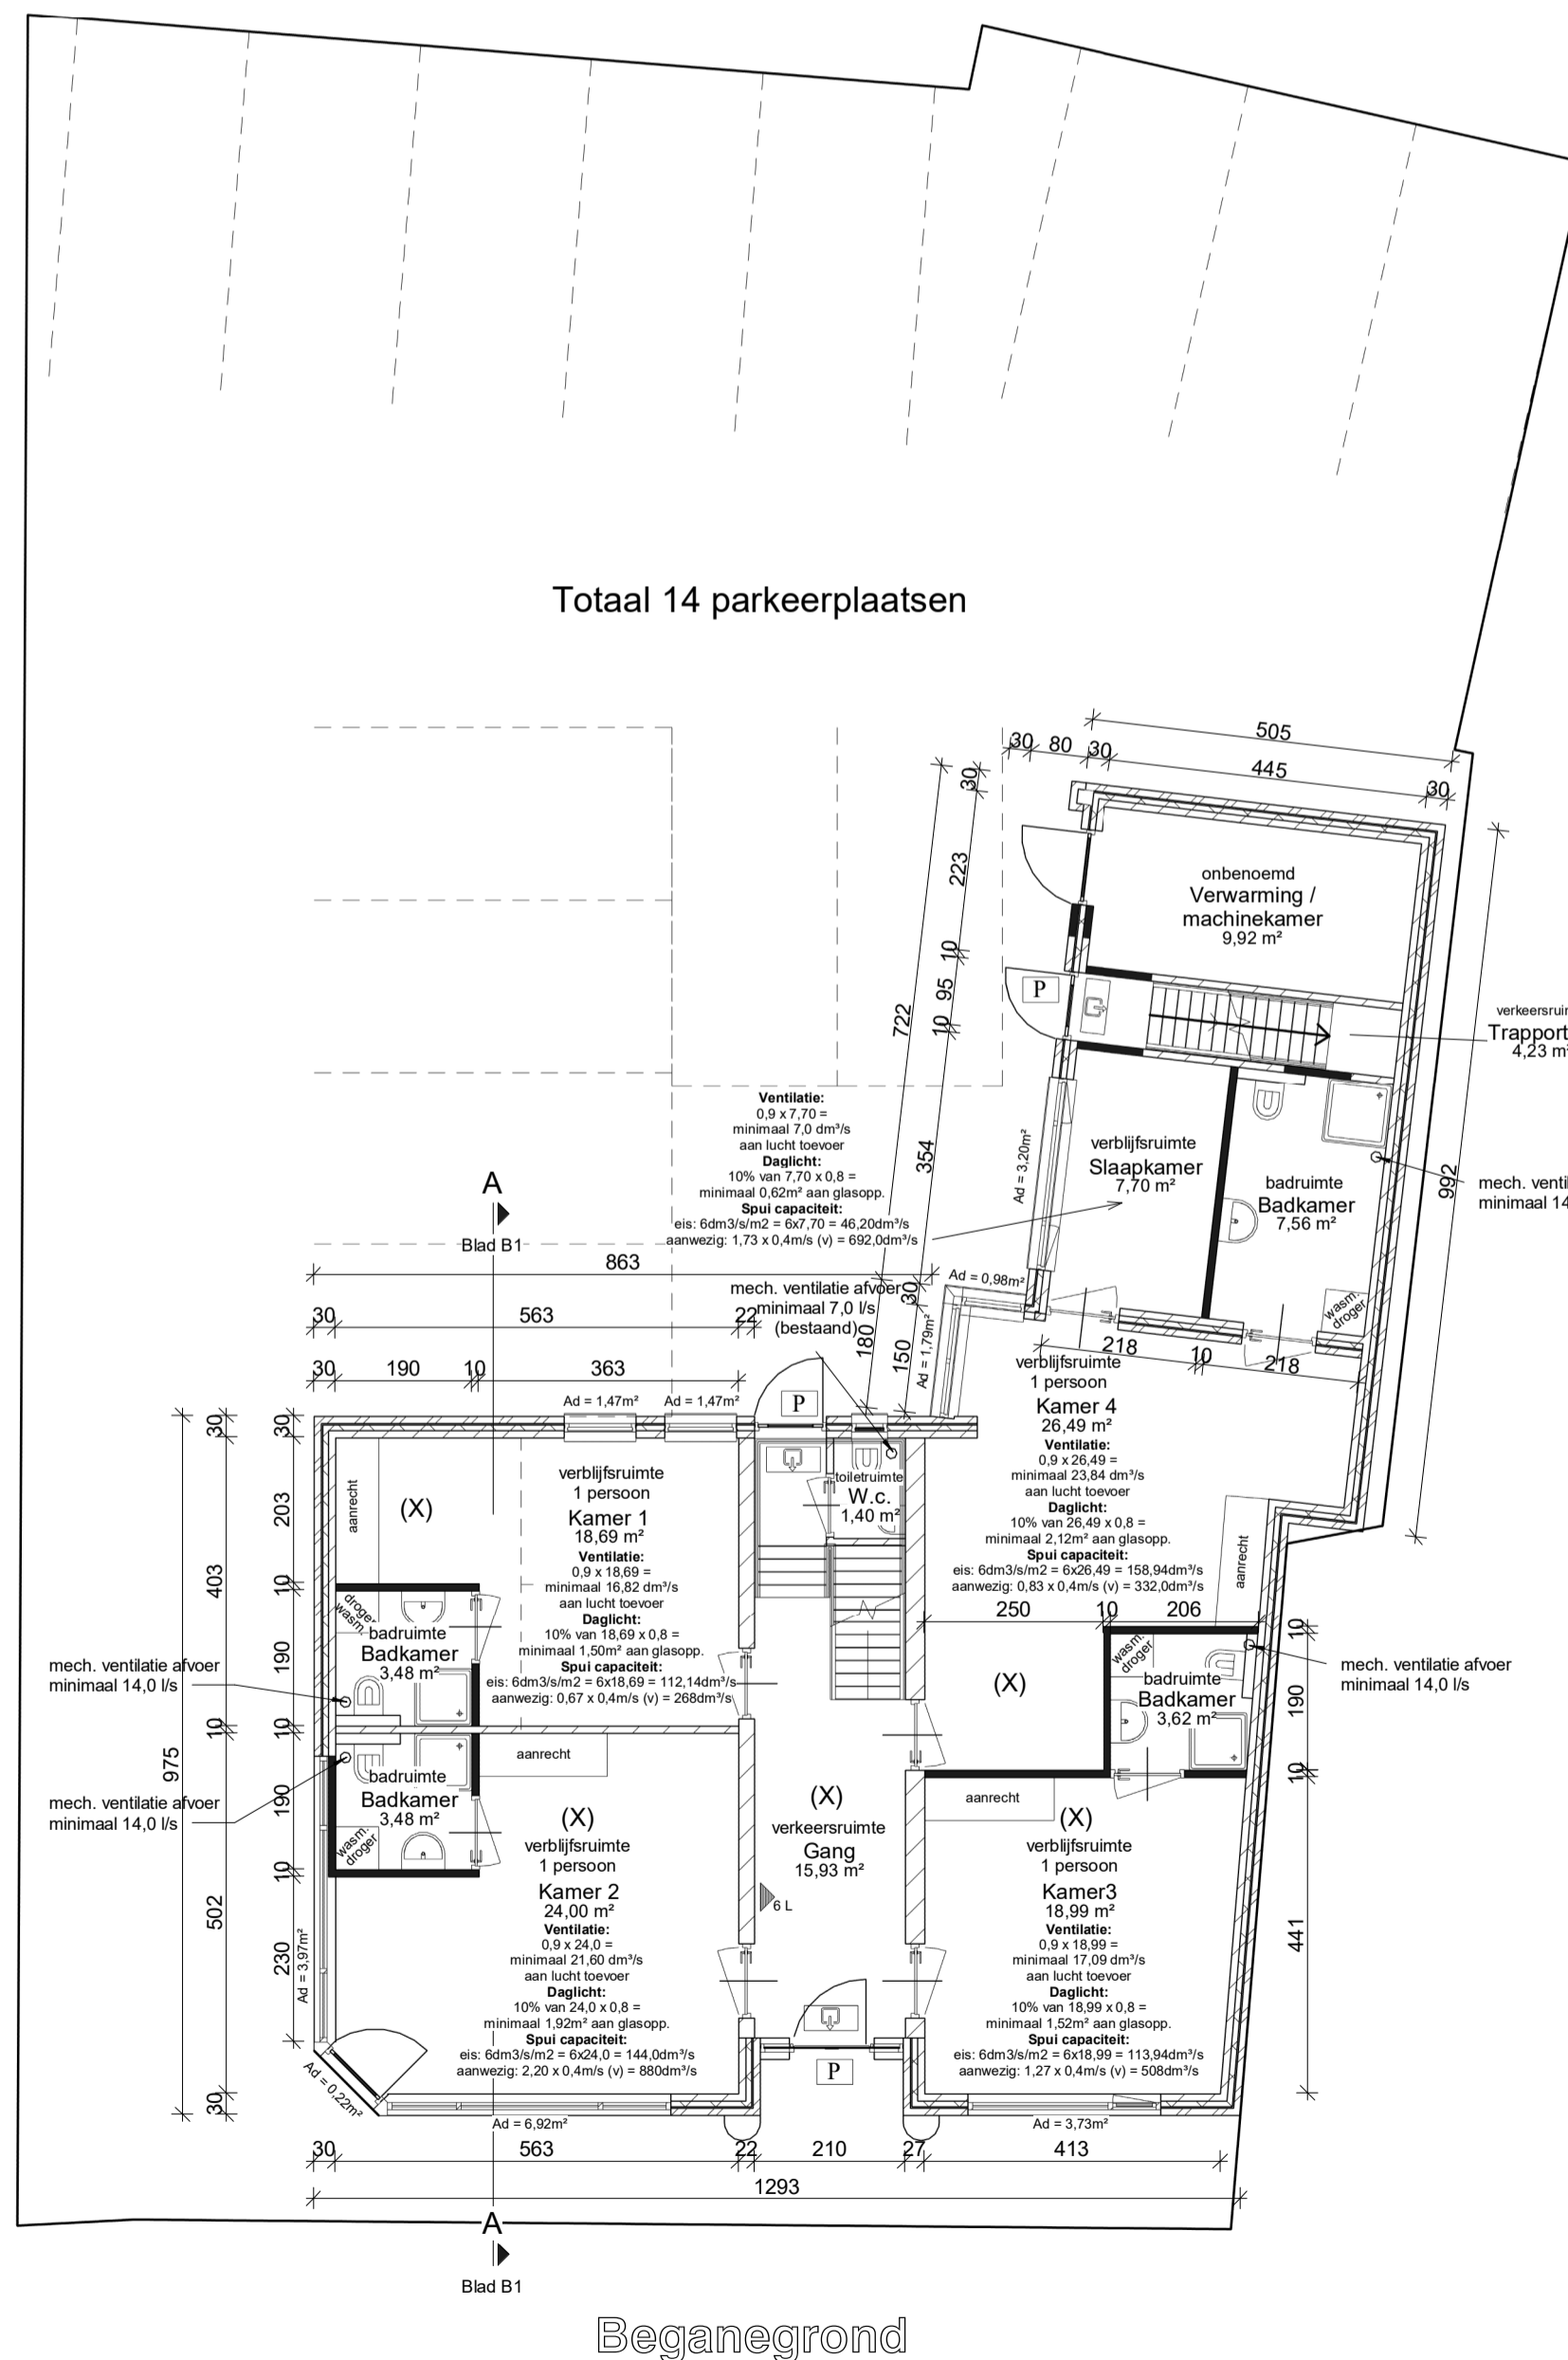 Totaal 14 parkeerplaatsen
505
30 80 30
445
30
30
223
10
95
10
722
354
992
onbenoemd
Verwarming /
machinekamer
9,92 m²
P
verkeersruim
Trapport
4,23 m²
Ventilatie:
0,9 x 7,70 =
minimaal 7,0 dm³/s
aan lucht toevoer
Daglicht:
10% van 7,70 x 0,8 =
minimaal 0,62m² aan glasopp.
Spui capaciteit:
eis: 6dm3/s/m2 = 6x7,70 = 46,20dm³/s
aanwezig: 1,73 x 0,4m/s (v) = 692,0dm³/s
Ad = 3,20m²
verblijfsruimte
Slaapkamer
7,70 m²
badruimte
Badkamer
7,56 m²
wasm.
droger
mech. ventil
minimaal 14
A
Blad B1
863
30 563 22
30 190 10 363
mech. ventilatie afvoer
minimaal 7,0 l/s
(bestaand)
30
180
150
Ad = 0,98m²
Ad = 1,79m²
218 10 218
Ad = 1,47m²
Ad = 1,47m²
P
verblijfsruimte
1 persoon
Kamer 4
26,49 m²
Ventilatie:
0,9 x 26,49 =
minimaal 23,84 dm³/s
aan lucht toevoer
Daglicht:
10% van 26,49 x 0,8 =
minimaal 2,12m² aan glasopp.
Spui capaciteit:
eis: 6dm3/s/m2 = 6x26,49 = 158,94dm³/s
aanwezig: 0,83 x 0,4m/s (v) = 332,0dm³/s
aanrecht
250 10 206
toiletruimte
W.c.
1,40 m²
aanrecht
(X)
verblijfsruimte
1 persoon
Kamer 1
18,69 m²
Ventilatie:
0,9 x 18,69 =
minimaal 16,82 dm³/s
aan lucht toevoer
Daglicht:
10% van 18,69 x 0,8 =
minimaal 1,50m² aan glasopp.
Spui capaciteit:
eis: 6dm3/s/m2 = 6x18,69 = 112,14dm³/s
aanwezig: 0,67 x 0,4m/s (v) = 268dm³/s
30
203
10
190
10
190
10
230
30
403
10
502
30
975
droger
wasm.
badruimte
Badkamer
3,48 m²
mech. ventilatie afvoer
minimaal 14,0 l/s
(X)
wasm.
droger
badruimte
Badkamer
3,62 m²
mech. ventilatie afvoer
minimaal 14,0 l/s
10
190
10
441
aanrecht
badruimte
Badkamer
3,48 m²
wasm.
droger
mech. ventilatie afvoer
minimaal 14,0 l/s
(X)
verblijfsruimte
1 persoon
Kamer 2
24,00 m²
Ventilatie:
0,9 x 24,0 =
minimaal 21,60 dm³/s
aan lucht toevoer
Daglicht:
10% van 24,0 x 0,8 =
minimaal 1,92m² aan glasopp.
Spui capaciteit:
eis: 6dm3/s/m2 = 6x24,0 = 144,0dm³/s
aanwezig: 2,20 x 0,4m/s (v) = 880dm³/s
(X)
verkeersruimte
Gang
15,93 m²
6 L
P
aanrecht
(X)
verblijfsruimte
1 persoon
Kamer3
18,99 m²
Ventilatie:
0,9 x 18,99 =
minimaal 17,09 dm³/s
aan lucht toevoer
Daglicht:
10% van 18,99 x 0,8 =
minimaal 1,52m² aan glasopp.
Spui capaciteit:
eis: 6dm3/s/m2 = 6x18,99 = 113,94dm³/s
aanwezig: 1,27 x 0,4m/s (v) = 508dm³/s
Ad = 3,97m²
Ad = 0,22m²
Ad = 6,92m²
Ad = 3,73m²
30 563 22 210 27 413
1293
A
Blad B1
Beganegrond